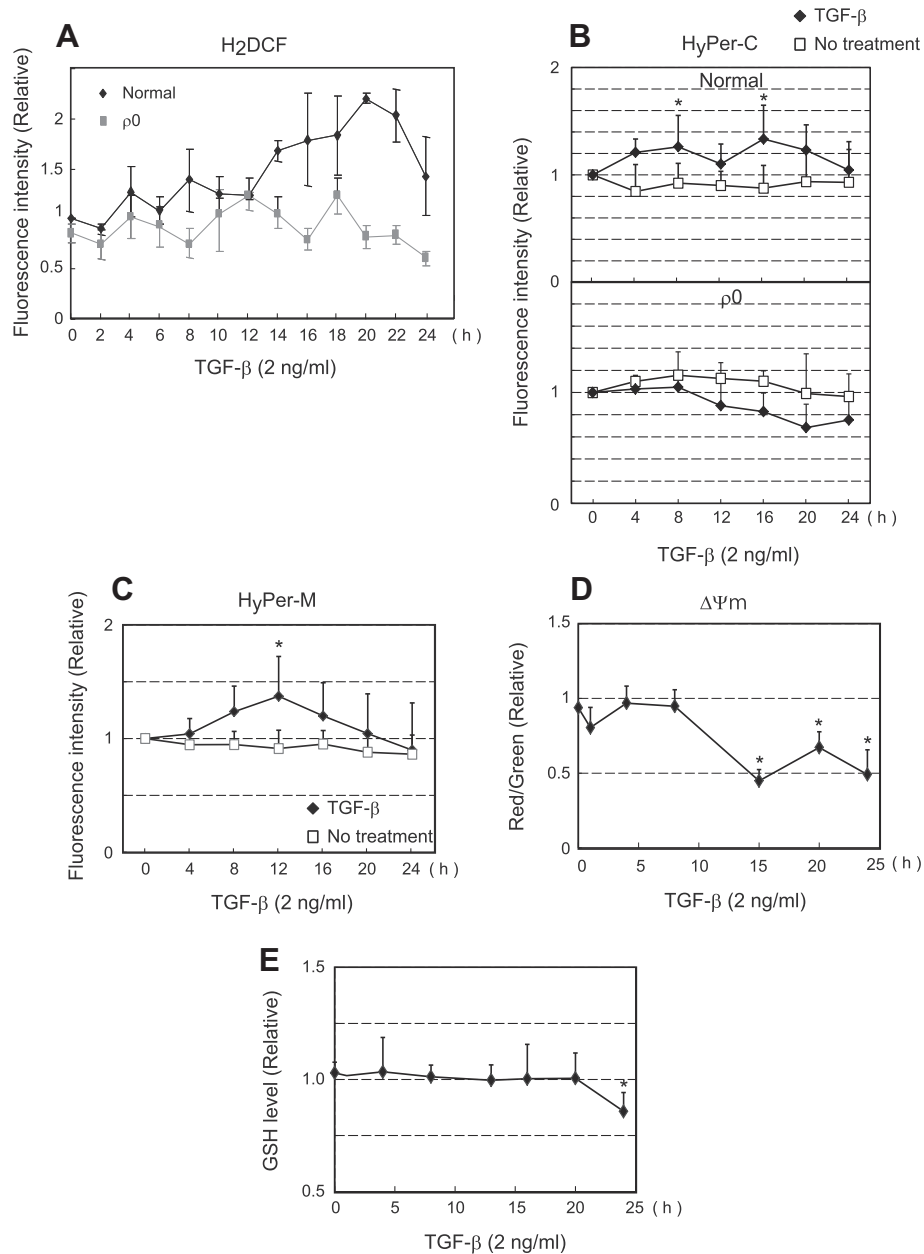 A
H2DCF
Fluorescence intensity (Relative)
Normal
ρ0
2
1.5
1
0.5
0
0 2 4 6 8 10 12 14 16 18 20 22 24 ( h )
TGF-β (2 ng/ml)
TGF-β
No treatment
B
HyPer-C
Fluorescence intensity (Relative)
Normal
2
* *
1
0
ρ0
1
0
0 4 8 12 16 20 24 ( h )
TGF-β (2 ng/ml)
C
HyPer-M
Fluorescence intensity (Relative)
2
*
1
0
TGF-β
No treatment
0 4 8 12 16 20 24 ( h )
TGF-β (2 ng/ml)
D
ΔΨm
Red/Green (Relative)
1.5
1
0.5
0
* * *
0 5 10 15 20 25 ( h )
TGF-β (2 ng/ml)
E
GSH level (Relative)
1.5
1.0
0.5
*
0 5 10 15 20 25 ( h )
TGF-β (2 ng/ml)